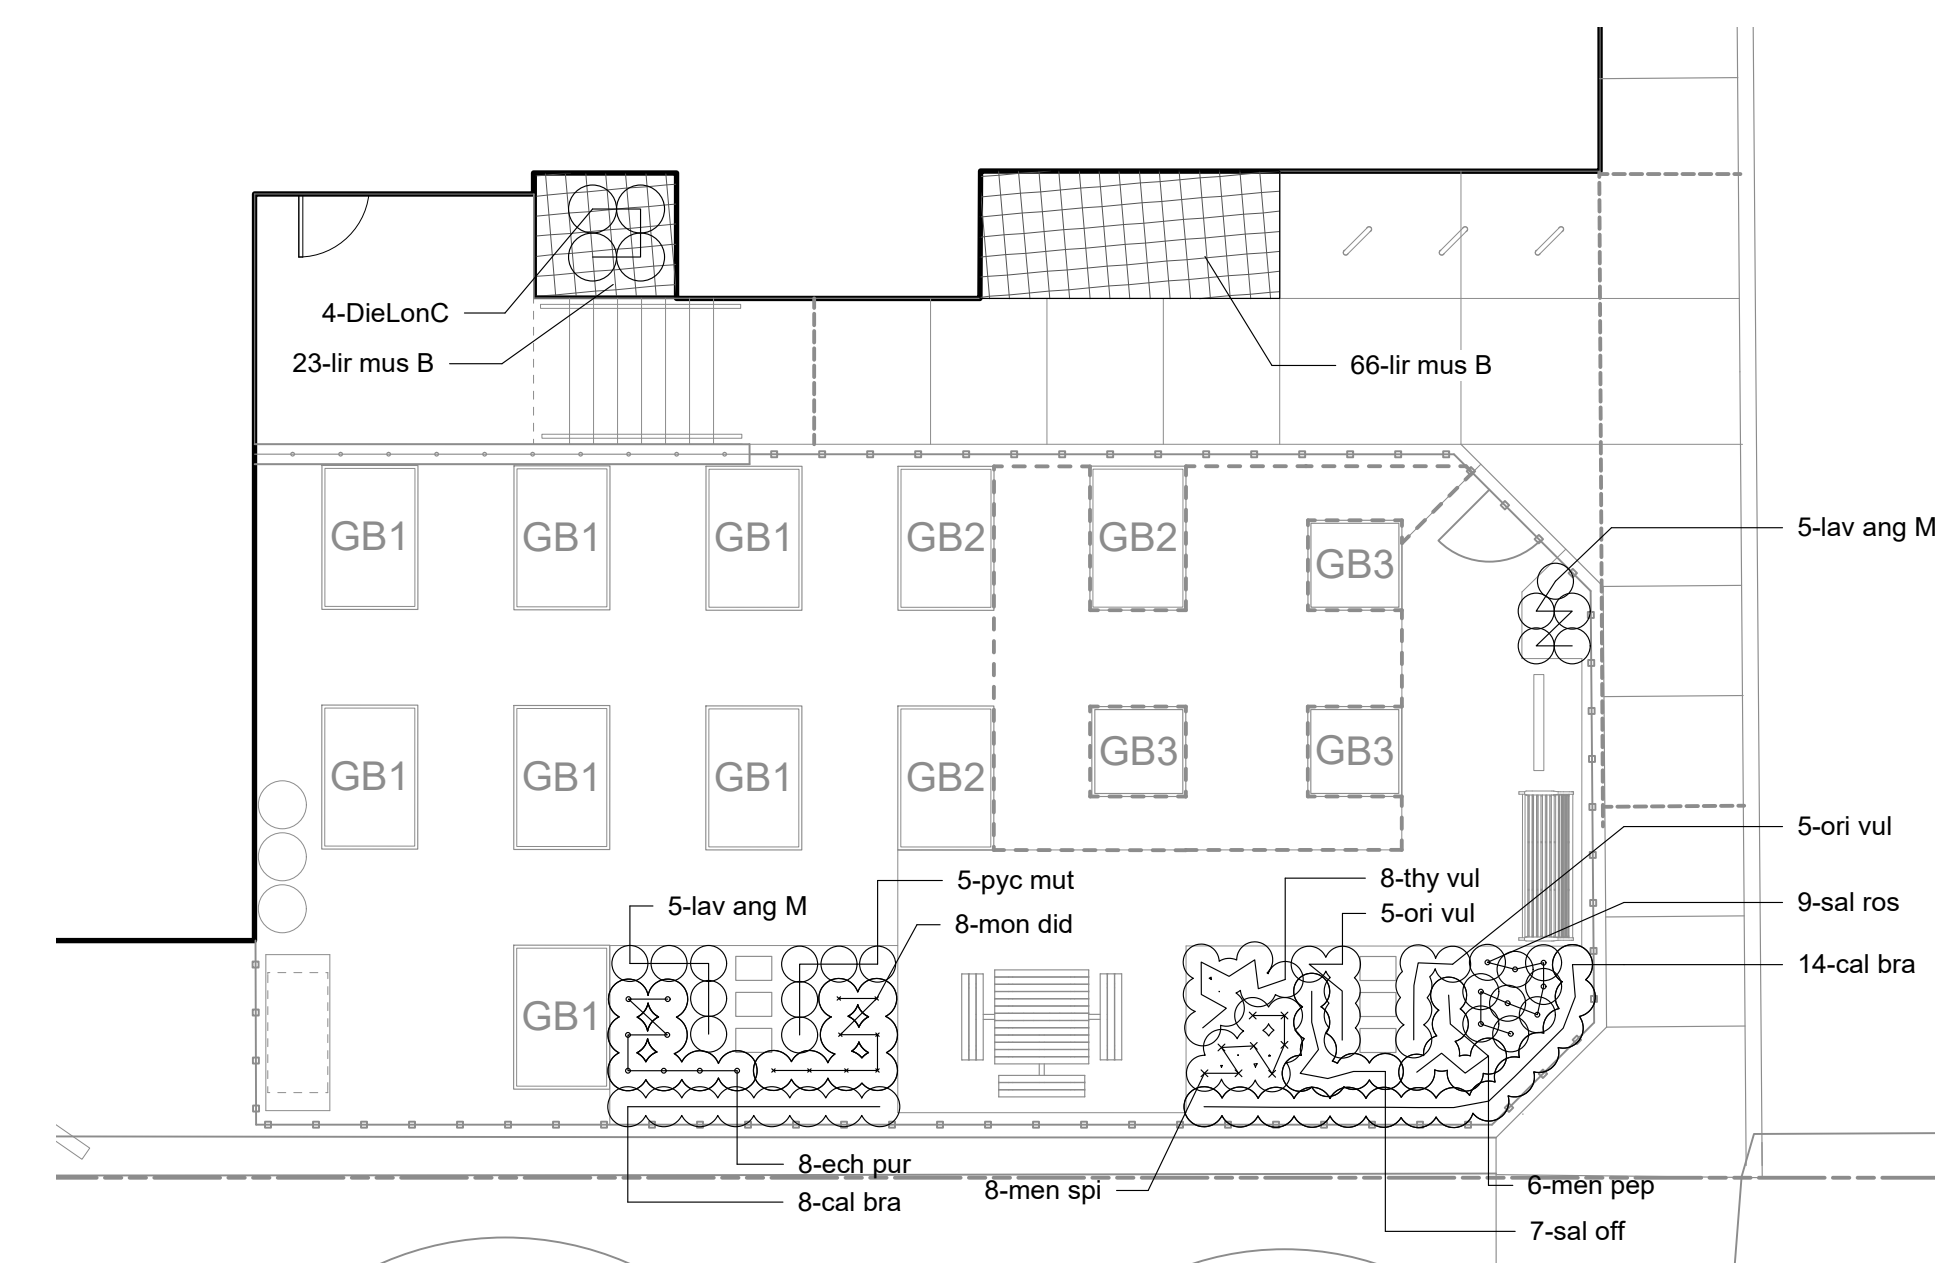 4-DieLonC
23-lir mus B
66-lir mus B
GB1 GB1 GB1 GB2 GB2 GB3
5-lav ang M
GB1 GB1 GB1 GB2 GB3 GB3
5-ori vul
5-pyc mut
8-thy vul
5-lav ang M
8-mon did
5-ori vul
9-sal ros
14-cal bra
GB1
8-ech pur
8-cal bra
8-men spi
6-men pep
7-sal off